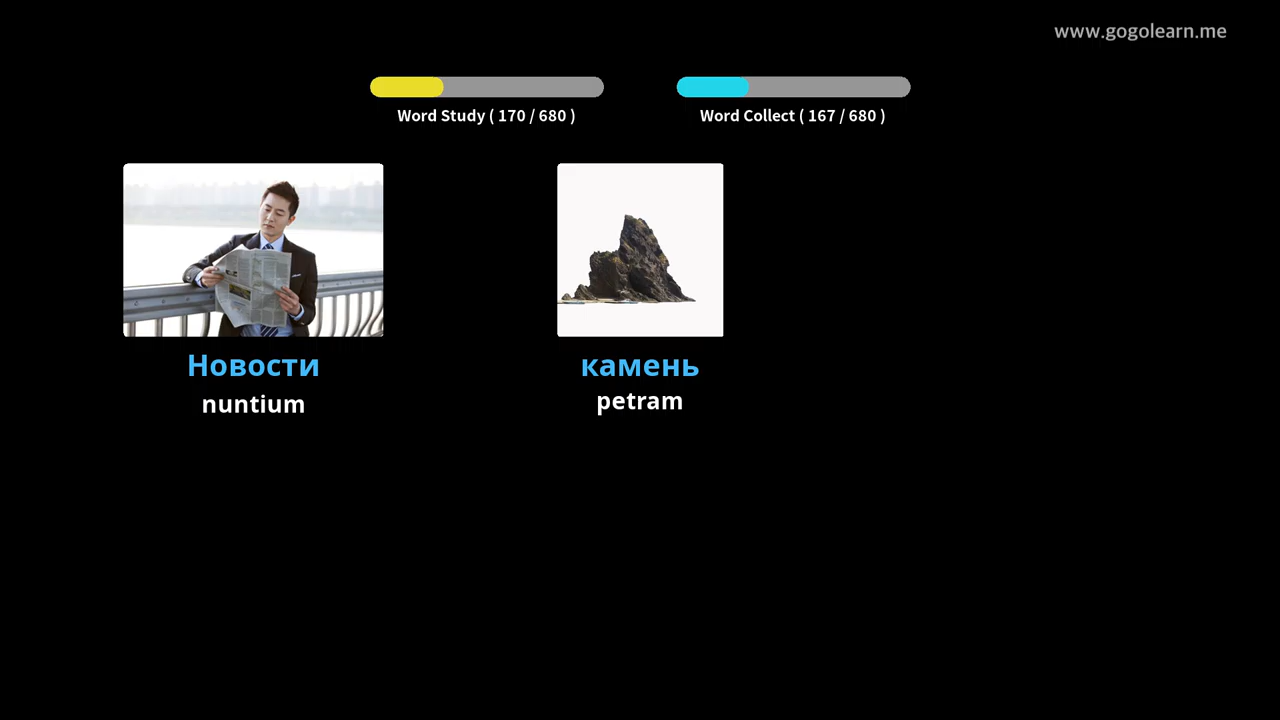 www.gogolearn.me
Word Study ( 170 / 680 )
Word Collect ( 167 / 680 )
Новости
nuntium
камень
petram